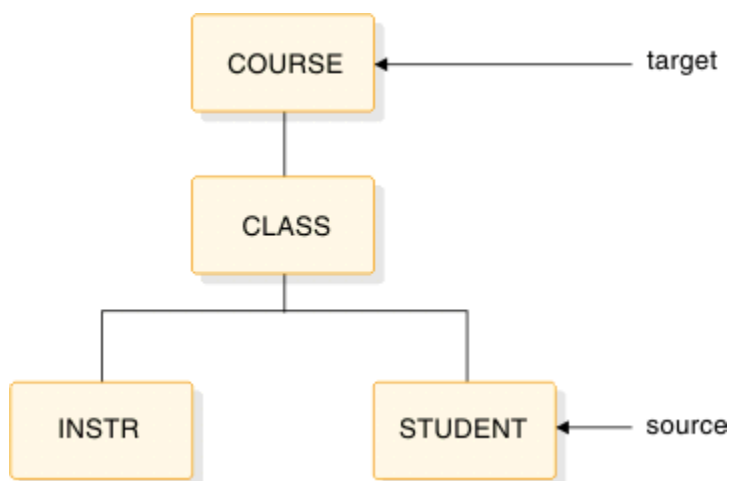 COURSE
target
CLASS
INSTR
STUDENT
source